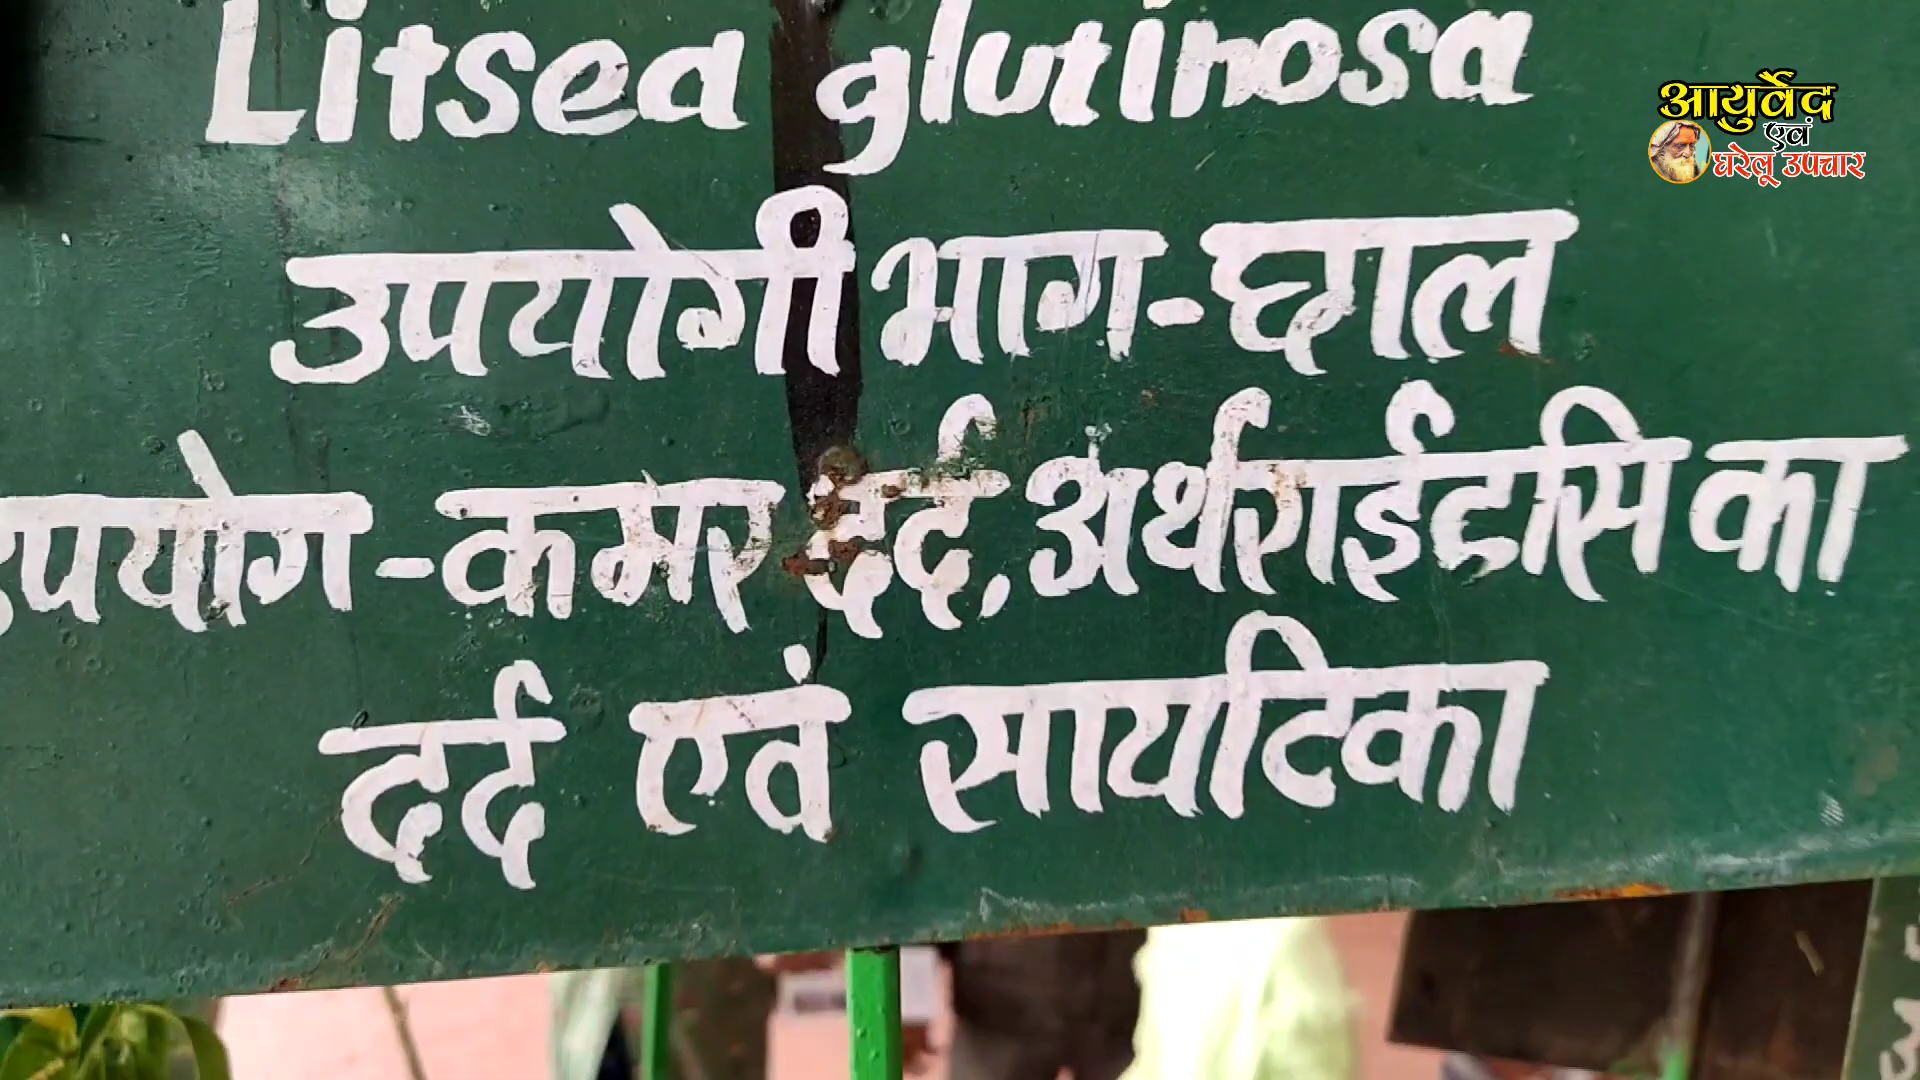 Litsea glutinosa
आयुर्वेद
एवं
घरेलू उपचार
उपयोगी भाग-छाल
उपयोग-कमर दर्द, अर्थराईटासि का
दर्द एवं सायटिका